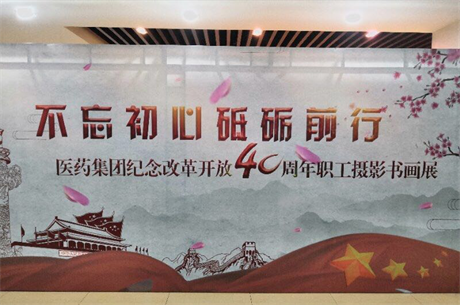 不忘初心砥砺前行
医药集团纪念改革开放40周年职工摄影书画展